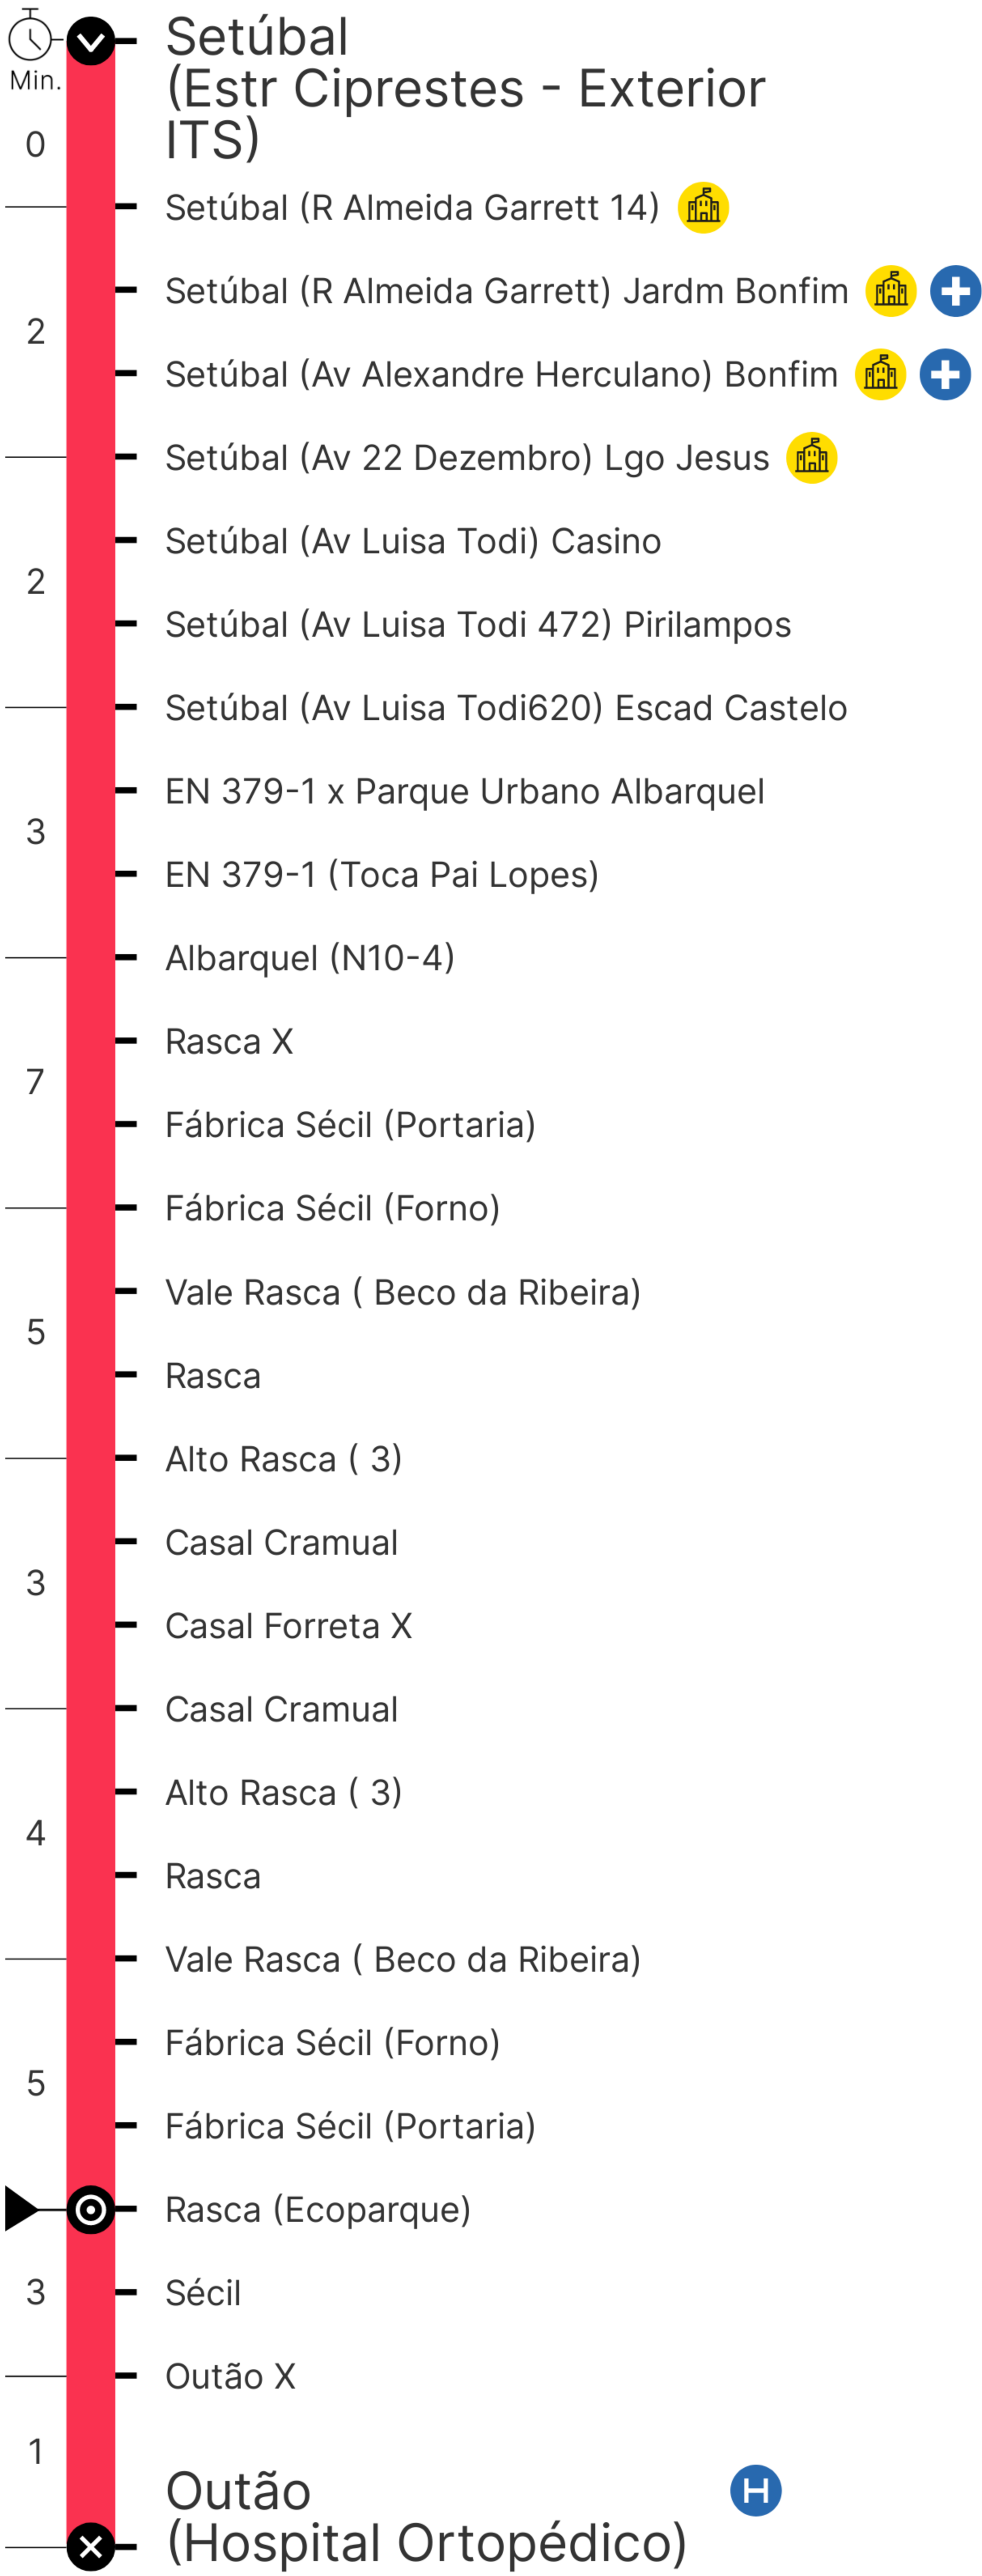 Min.
Setúbal
(Estr Ciprestes - Exterior
ITS)
0
Setúbal (R Almeida Garrett 14)
Setúbal (R Almeida Garrett) Jardm Bonfim
2
Setúbal (Av Alexandre Herculano) Bonfim
Setúbal (Av 22 Dezembro) Lgo Jesus
Setúbal (Av Luisa Todi) Casino
2
Setúbal (Av Luisa Todi 472) Pirilampos
Setúbal (Av Luisa Todi620) Escad Castelo
EN 379-1 x Parque Urbano Albarquel
3
EN 379-1 (Toca Pai Lopes)
Albarquel (N10-4)
Rasca X
7
Fábrica Sécil (Portaria)
Fábrica Sécil (Forno)
Vale Rasca ( Beco da Ribeira)
5
Rasca
Alto Rasca ( 3)
Casal Cramual
3
Casal Forreta X
Casal Cramual
Alto Rasca ( 3)
4
Rasca
Vale Rasca ( Beco da Ribeira)
Fábrica Sécil (Forno)
5
Fábrica Sécil (Portaria)
Rasca (Ecoparque)
3
Sécil
Outão X
1
Outão
H
(Hospital Ortopédico)